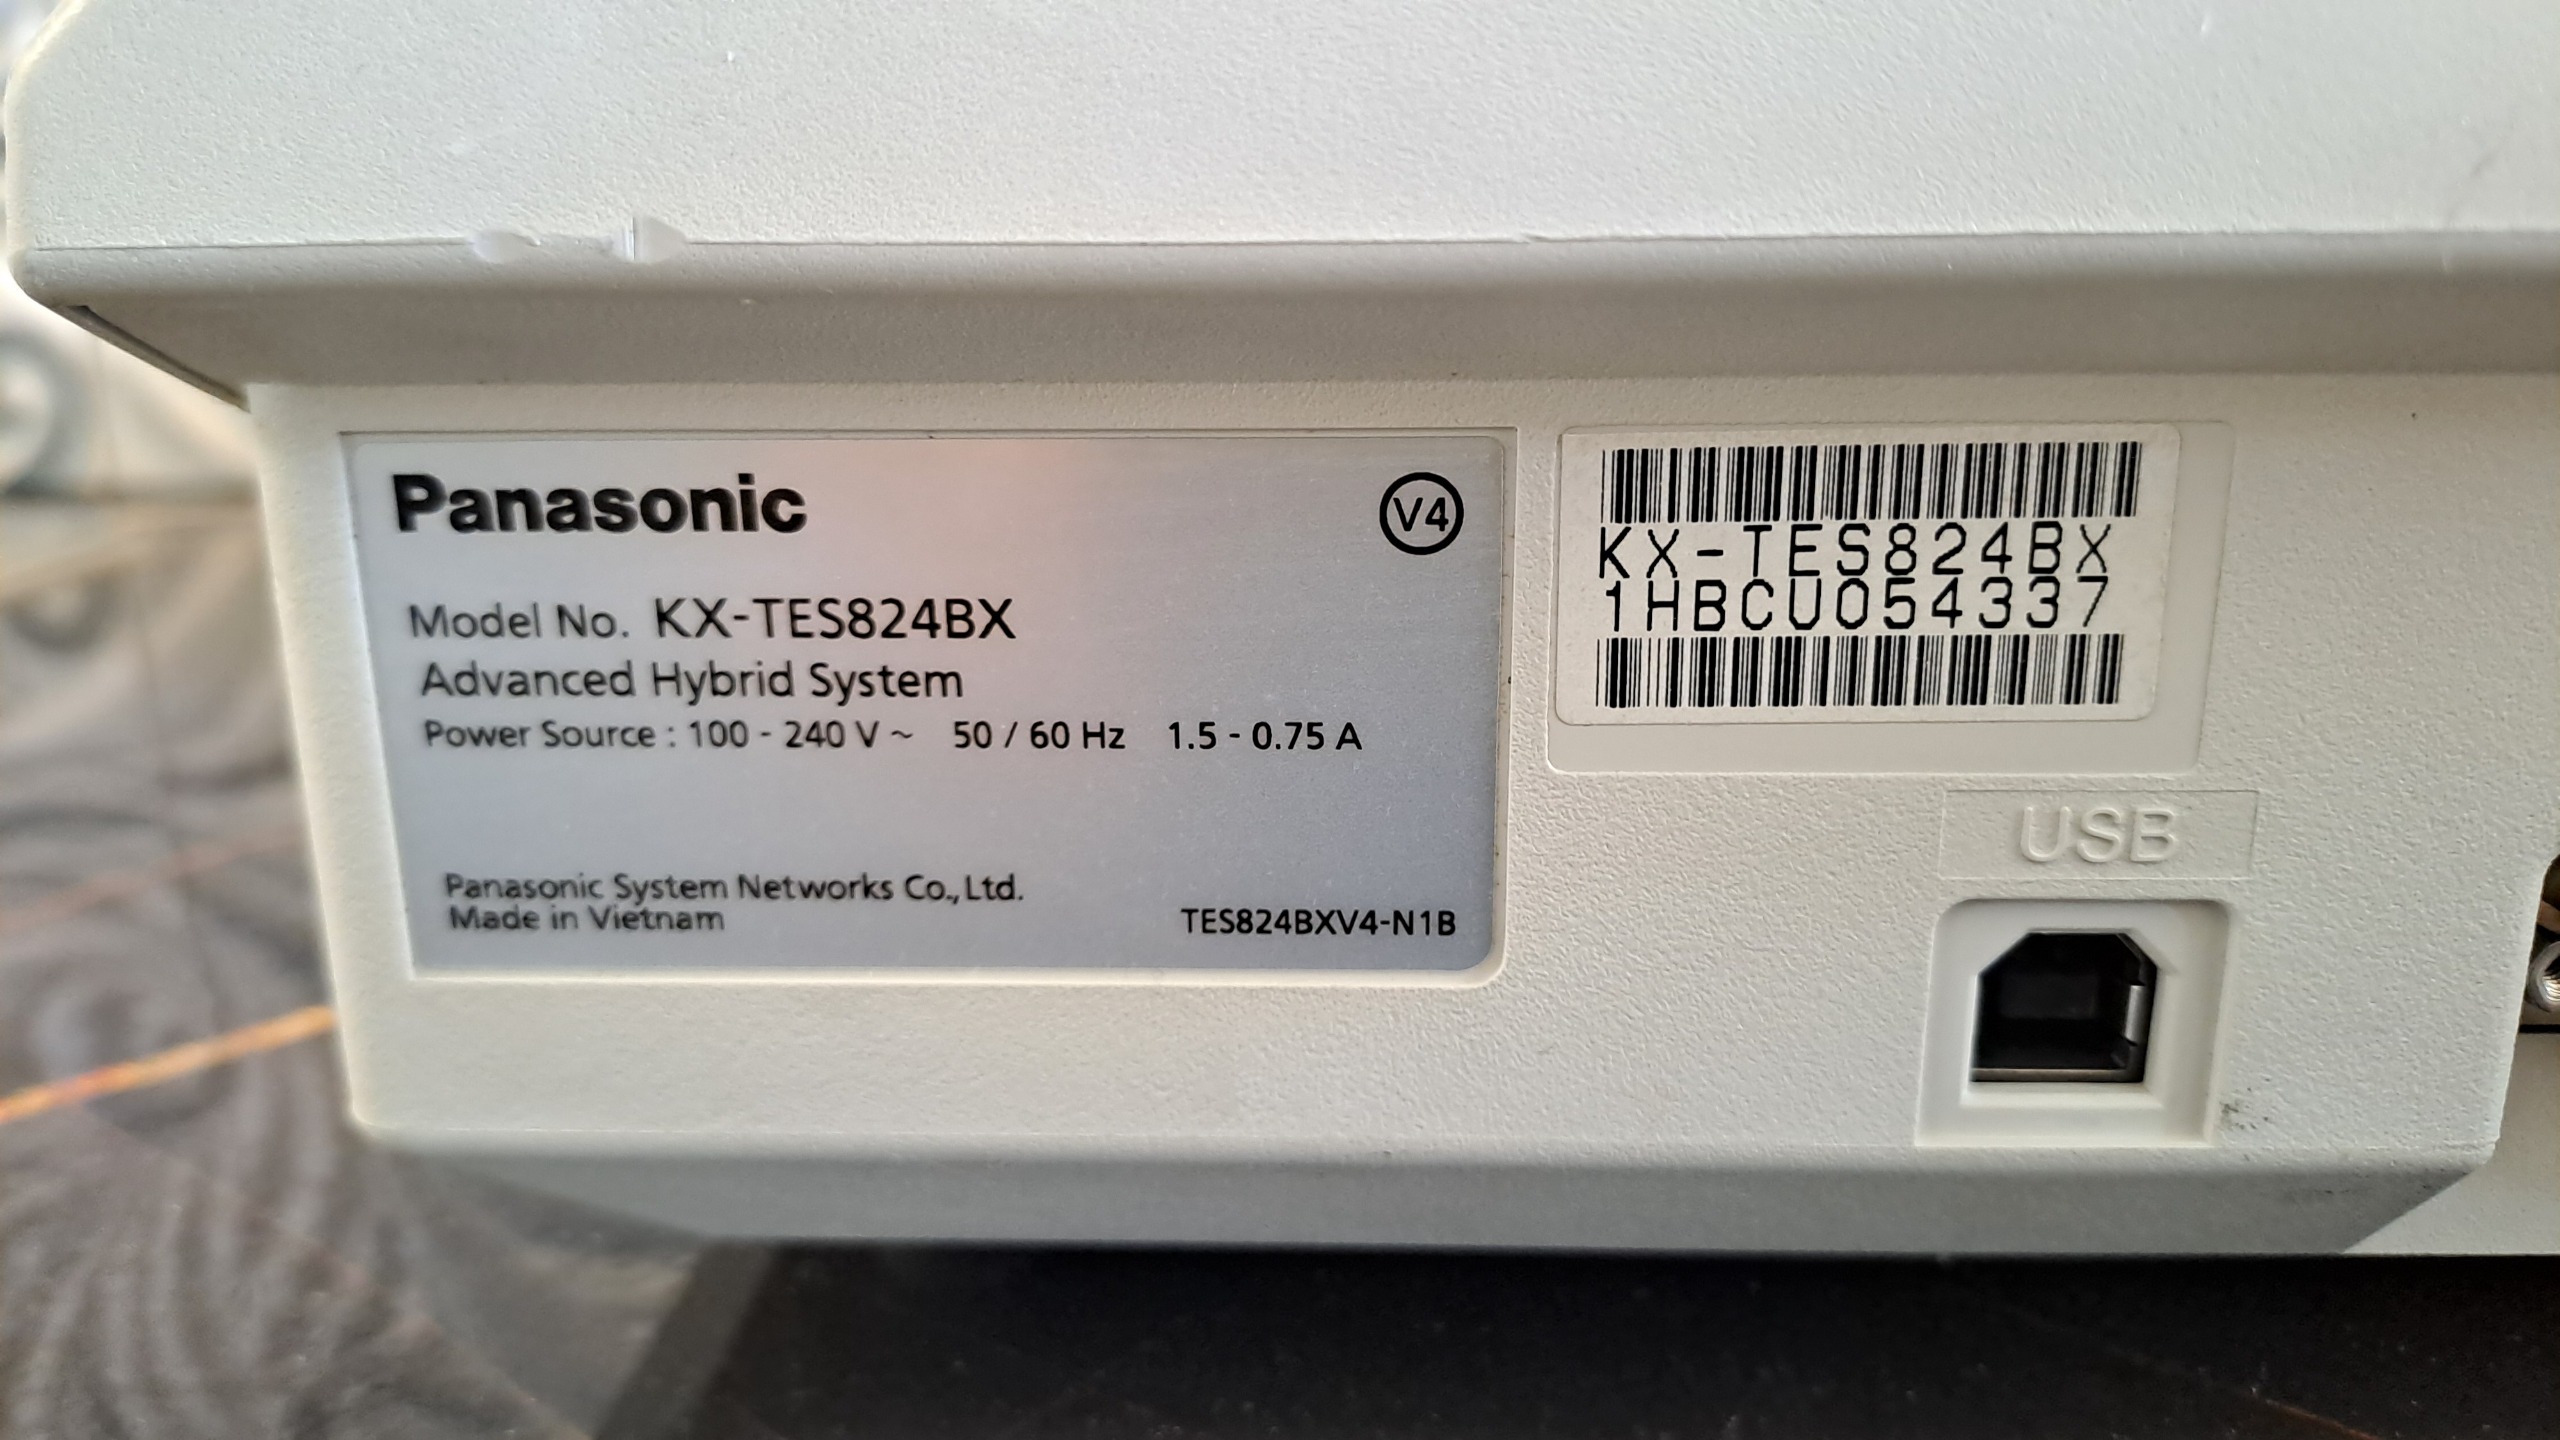 Panasonic
V4
Model No. KX-TES824BX
Advanced Hybrid System
Power Source : 100 - 240 V ~ 50 / 60 Hz 1.5 - 0.75 A
Panasonic System Networks Co., Ltd.
Made in Vietnam
TES824BXV4-N1B
KX-TES824BX
1HBCU054337
USB